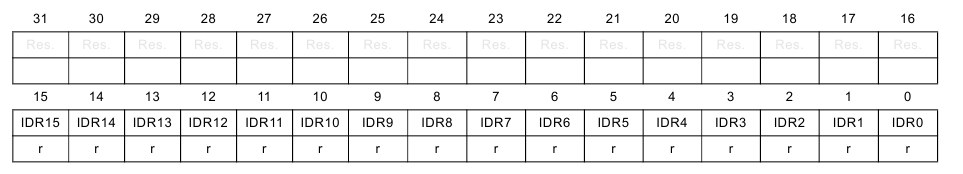 31 30 29 28 27 26 25 24 23 22 21 20 19 18 17 16
Res. Res. Res. Res. Res. Res. Res. Res. Res. Res. Res. Res. Res. Res. Res. Res.
15 14 13 12 11 10 9 8 7 6 5 4 3 2 1 0
IDR15 IDR14 IDR13 IDR12 IDR11 IDR10 IDR9 IDR8 IDR7 IDR6 IDR5 IDR4 IDR3 IDR2 IDR1 IDR0
r r r r r r r r r r r r r r r r